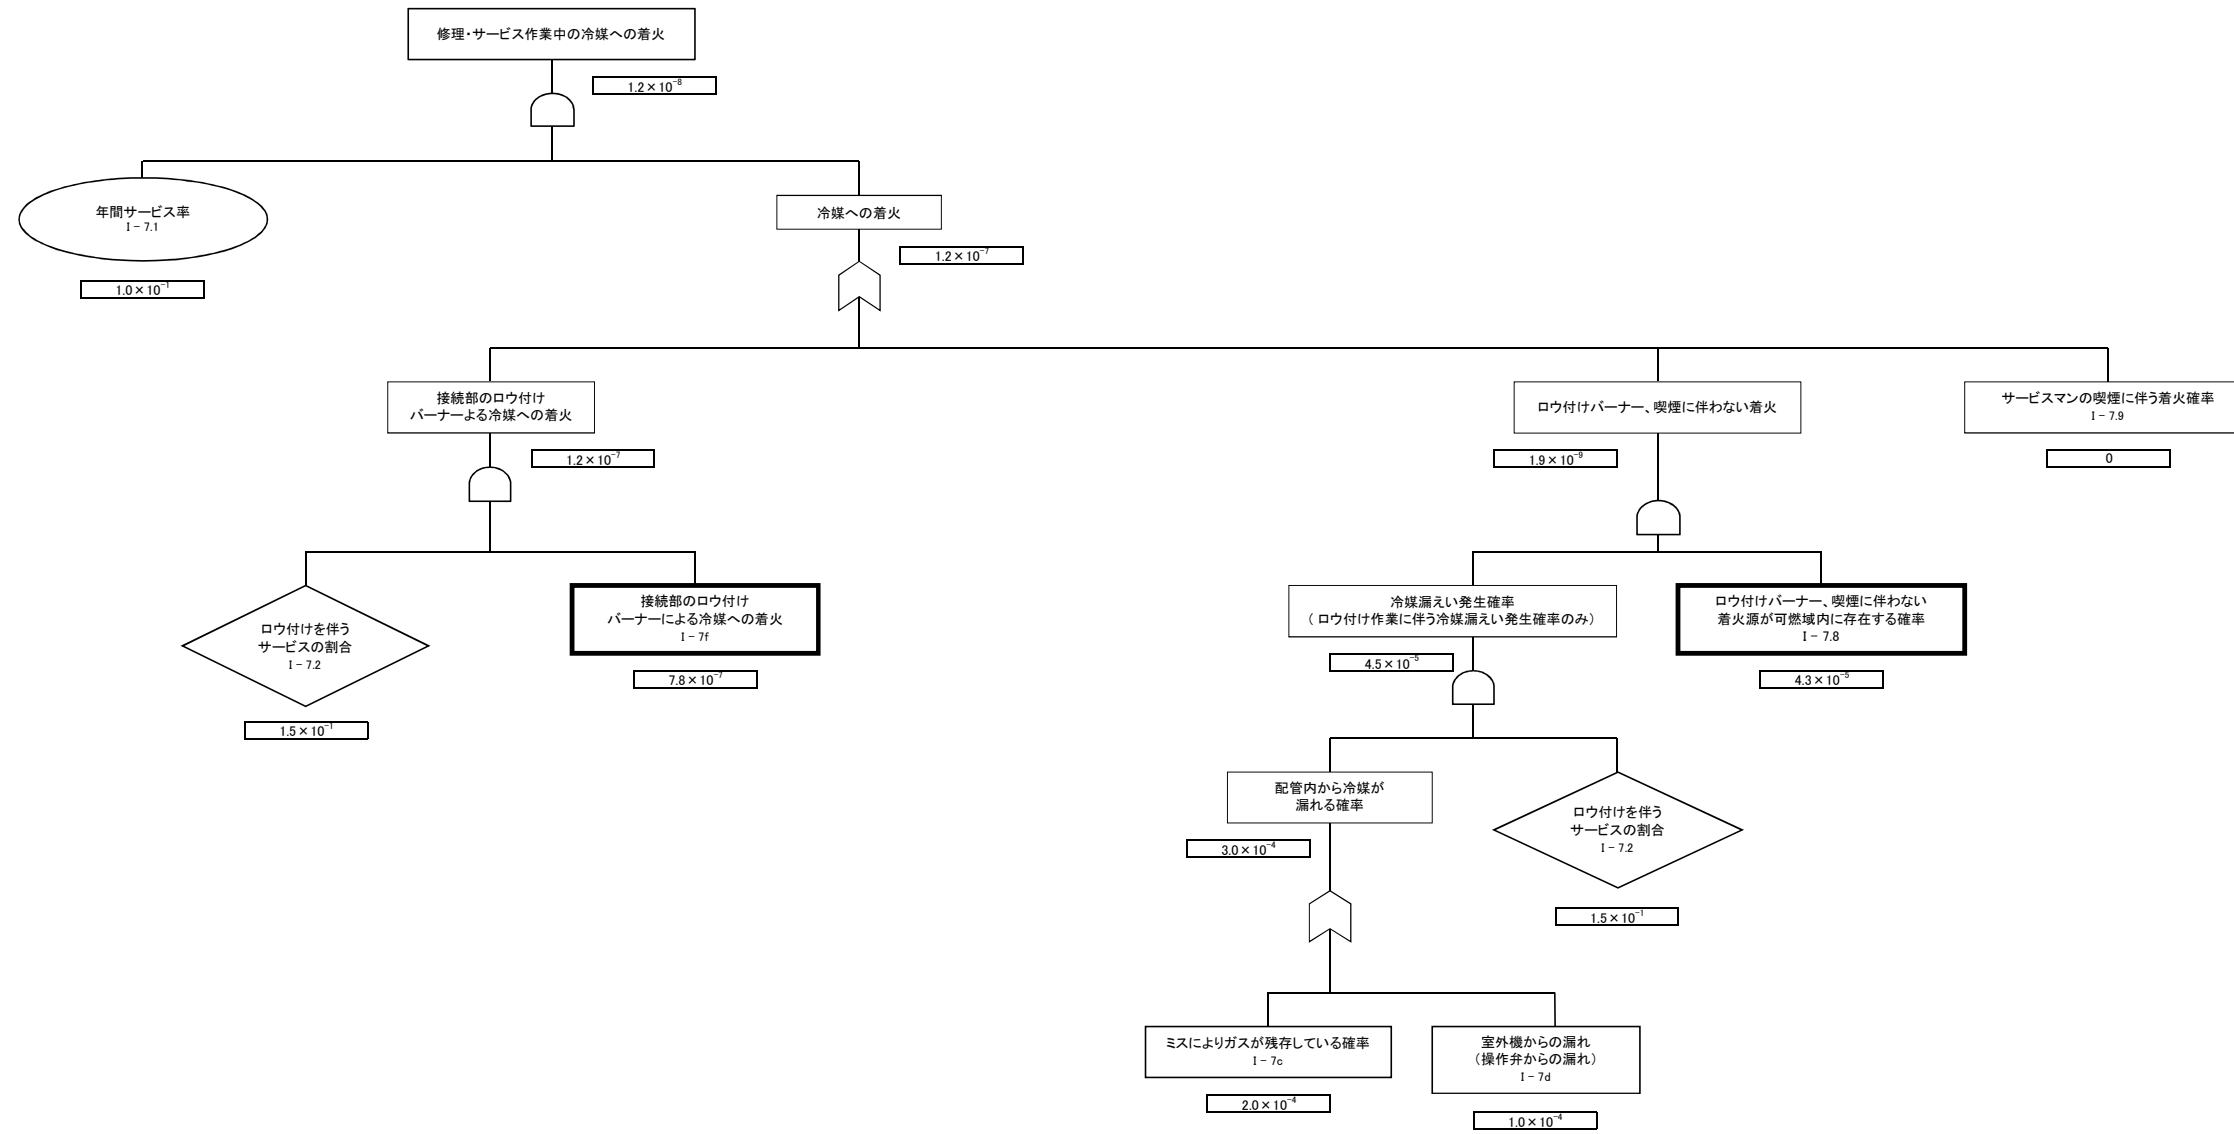 修理・サービス作業中の冷媒への着火
1.2×10⁻⁸
年間サービス率
I－7.1
1.0×10⁻¹
冷媒への着火
1.2×10⁻⁷
接続部のロウ付け
バーナーよる冷媒への着火
1.2×10⁻⁷
ロウ付けバーナー、喫煙に伴わない着火
1.9×10⁻⁹
サービスマンの喫煙に伴う着火確率
I－7.9
0
ロウ付けを伴う
サービスの割合
I－7.2
1.5×10⁻¹
接続部のロウ付け
バーナーによる冷媒への着火
I－7f
7.8×10⁻⁷
冷媒漏えい発生確率
（ロウ付け作業に伴う冷媒漏えい発生確率のみ）
4.5×10⁻⁵
ロウ付けバーナー、喫煙に伴わない
着火源が可燃域内に存在する確率
I－7.8
4.3×10⁻⁵
配管内から冷媒が
漏れる確率
3.0×10⁻⁴
ロウ付けを伴う
サービスの割合
I－7.2
1.5×10⁻¹
ミスによりガスが残存している確率
I－7c
2.0×10⁻⁴
室外機からの漏れ
（操作弁からの漏れ）
I－7d
1.0×10⁻⁴